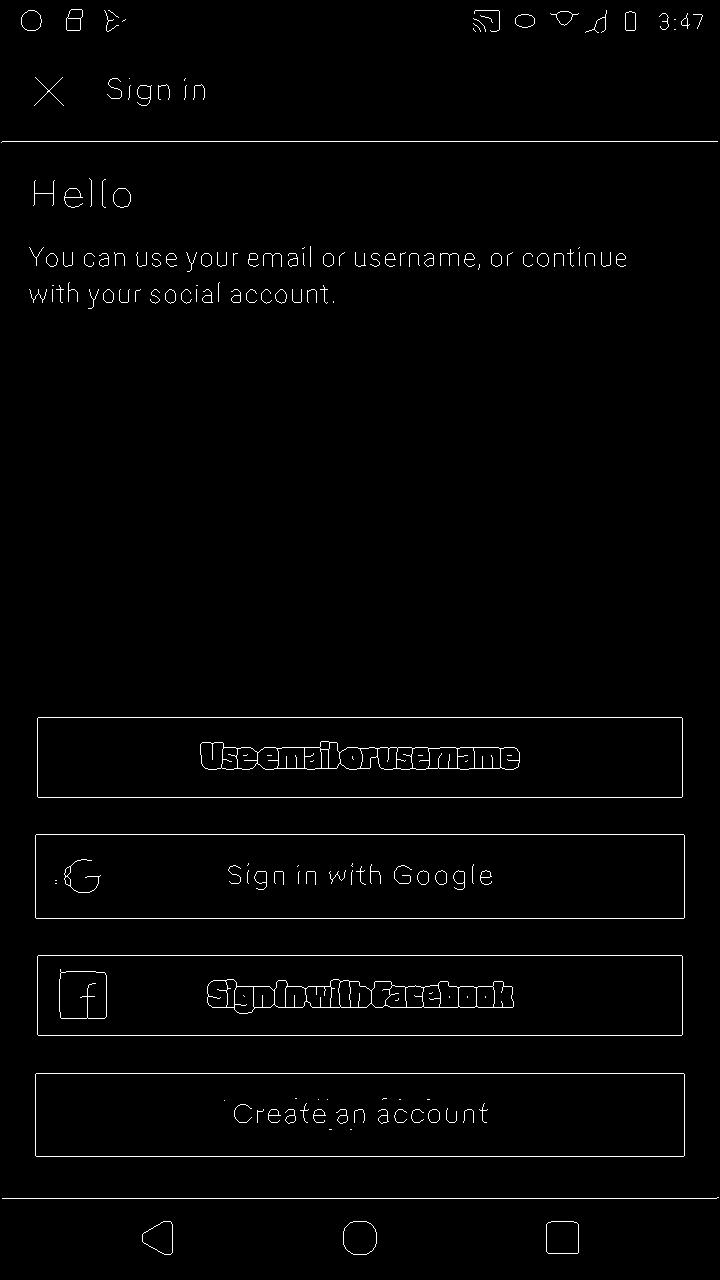 3:47
Sign in
Hello
You can use your email or username, or continue
with your social account.
Use email or username
G Sign in with Google
f Sign in with Facebook
Create an account